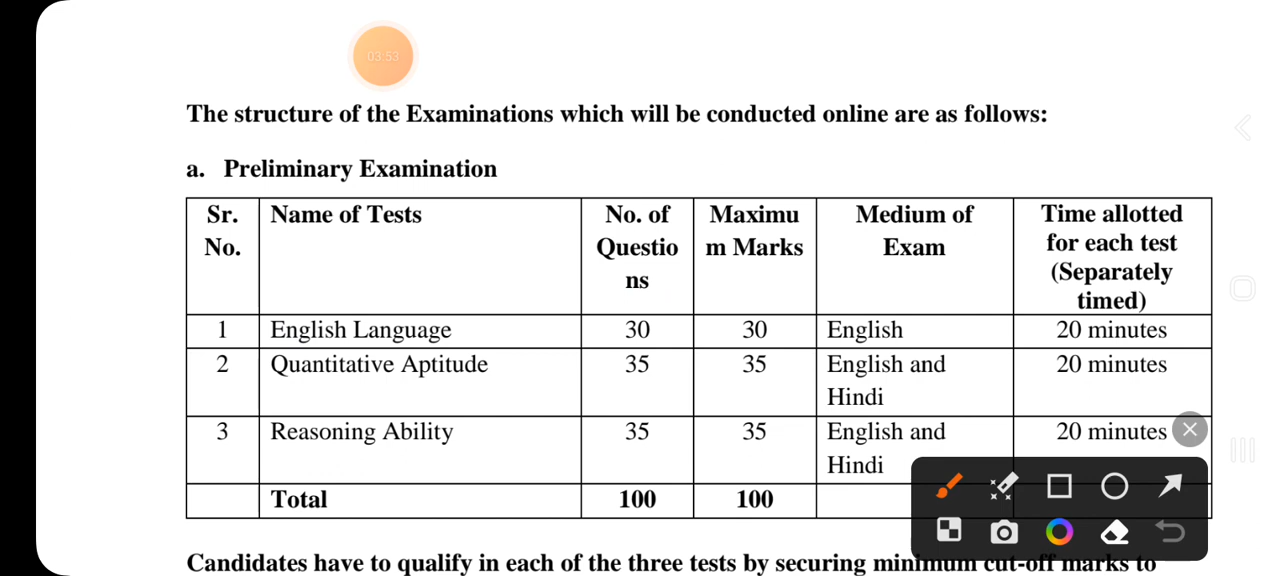 03:53
The structure of the Examinations which will be conducted online are as follows:
a. Preliminary Examination
Sr. No. Name of Tests No. of Questio ns Maximu m Marks Medium of Exam Time allotted for each test (Separately timed)
1 English Language 30 30 English 20 minutes
2 Quantitative Aptitude 35 35 English and Hindi 20 minutes
3 Reasoning Ability 35 35 English and Hindi 20 minutes
Total 100 100
Candidates have to qualify in each of the three tests by securing minimum cut-off marks to